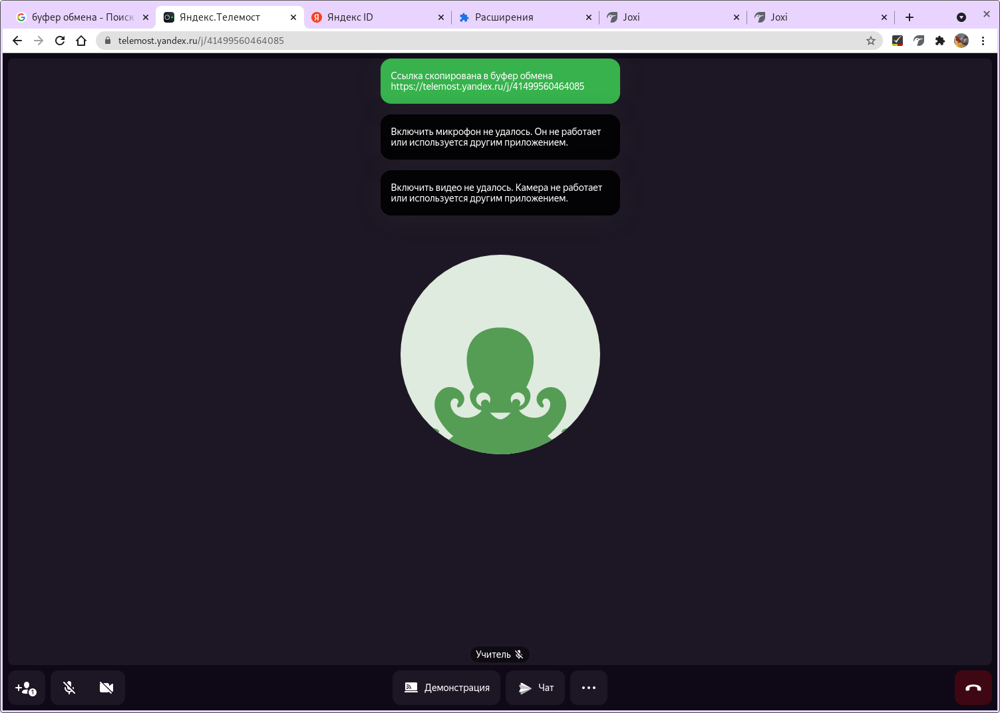 буфер обмена - Поиск
Яндекс.Телемост
Яндекс ID
Расширения
Joxi
Joxi
telemost.yandex.ru/j/41499560464085
Ссылка скопирована в буфер обмена
https://telemost.yandex.ru/j/41499560464085
Включить микрофон не удалось. Он не работает
или используется другим приложением.
Включить видео не удалось. Камера не работает
или используется другим приложением.
Учитель
1
Демонстрация
Чат